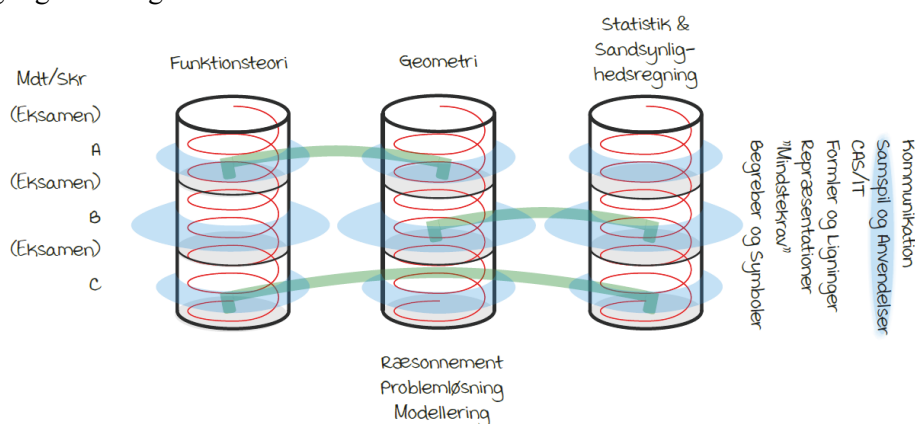 Funktionsteori
Geometri
Statistik &
Sandsynlig-
hedsregning
Mdt/Skr
(Eksamen)
A
(Eksamen)
B
(Eksamen)
C
Ræsonnement
Problemløsning
Modellering
Kommunikation
Samspil og Anvendelser
CAS/IT
Formler og Ligninger
Repræsentationer
"Mindstekrav"
Begreber og Symboler